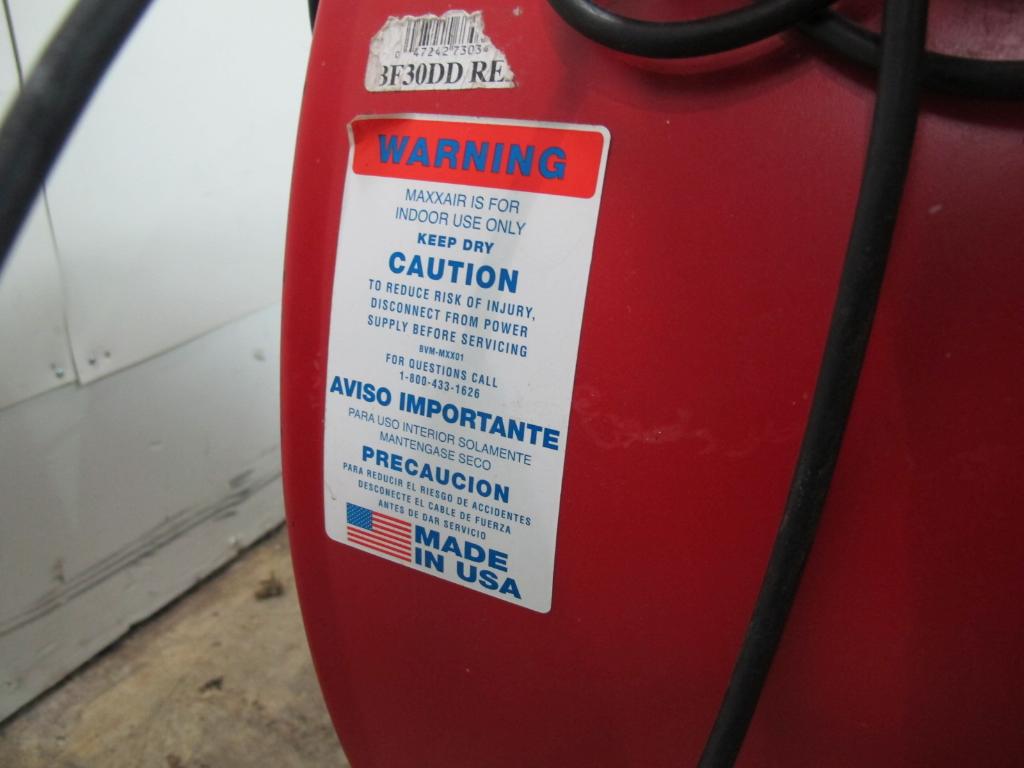 0 47242 7303
BF30DD RE
WARNING
MAXXAIR IS FOR
INDOOR USE ONLY
KEEP DRY
CAUTION
TO REDUCE RISK OF INJURY,
DISCONNECT FROM POWER
SUPPLY BEFORE SERVICING
BVM-MXX01
FOR QUESTIONS CALL
1-800-433-1626
AVISO IMPORTANTE
PARA USO INTERIOR SOLAMENTE
MANTENGASE SECO
PRECAUCION
PARA REDUCIR EL RIESGO DE ACCIDENTES
DESCONECTE EL CABLE DE FUERZA
ANTES DE DAR SERVICIO
MADE
IN USA